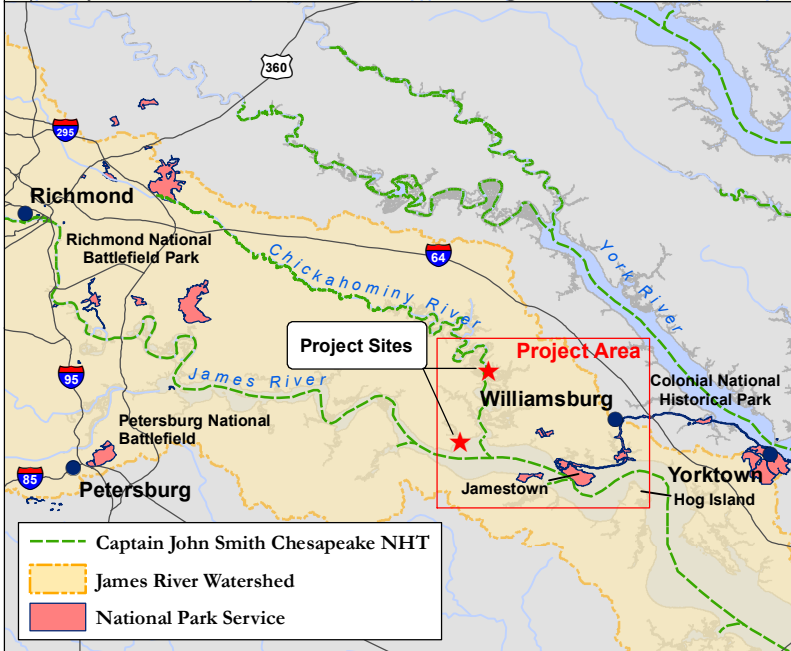 360
295
Richmond
Richmond National
Battlefield Park
64
Chickahominy River
York River
Project Sites
Project Area
95
James River
Williamsburg
Colonial National
Historical Park
Petersburg National
Battlefield
85
Petersburg
Jamestown
Yorktown
Hog Island
Captain John Smith Chesapeake NHT
James River Watershed
National Park Service